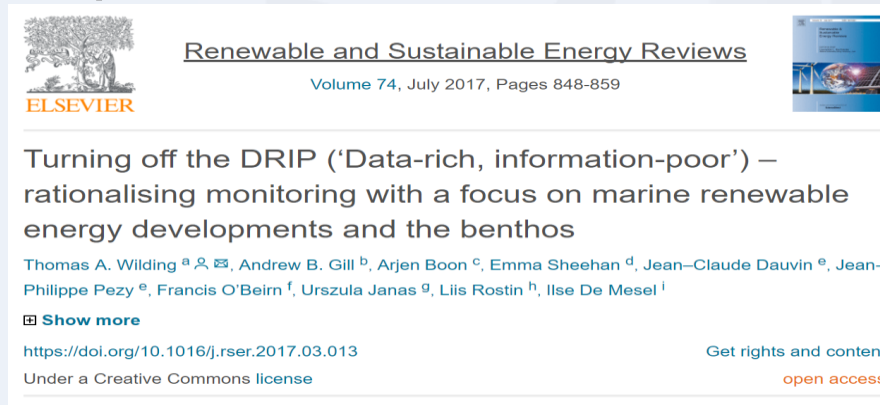 Renewable and Sustainable Energy Reviews
Volume 74, July 2017, Pages 848-859
ELSEVIER
Turning off the DRIP (‘Data-rich, information-poor’) –
rationalising monitoring with a focus on marine renewable
energy developments and the benthos
Thomas A. Wilding a, Andrew B. Gill b, Arjen Boon c, Emma Sheehan d, Jean–Claude Dauvin e, Jean-
Philippe Pezy e, Francis O’Beirn f, Urszula Janas g, Liis Rostin h, Ilse De Mesel i
Show more
https://doi.org/10.1016/j.rser.2017.03.013
Get rights and conten
Under a Creative Commons license
open access